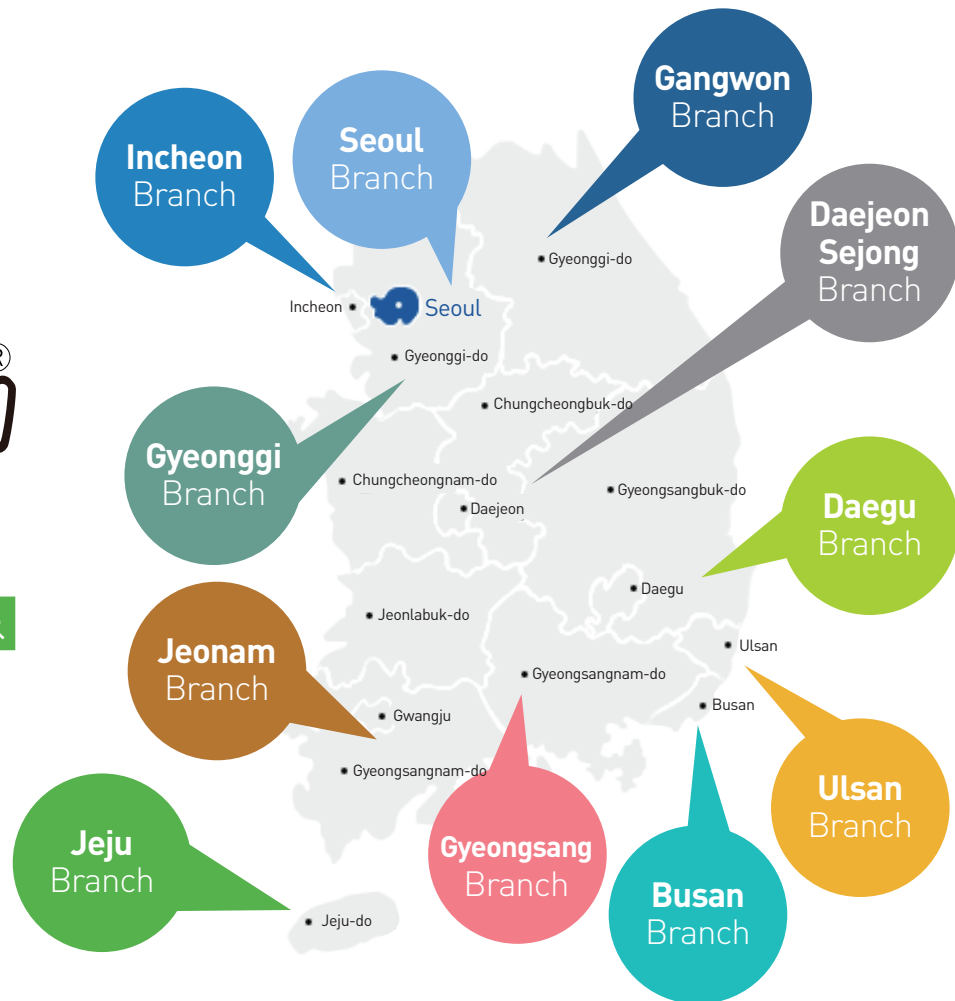 Gangwon
Branch
Seoul
Branch
Incheon
Branch
Daejeon
Sejong
Branch
Gyeonggi-do
Incheon
Seoul
Gyeonggi-do
®
Chungcheongbuk-do
Gyeonggi
Branch
Chungcheongnam-do
Gyeongsangbuk-do
Daejeon
Daegu
Branch
Daegu
Jeonlabuk-do
Ulsan
Jeonam
Branch
Gyeongsangnam-do
Busan
Gwangju
Gyeongsangnam-do
Ulsan
Branch
Jeju
Branch
Gyeongsang
Branch
Busan
Branch
Jeju-do